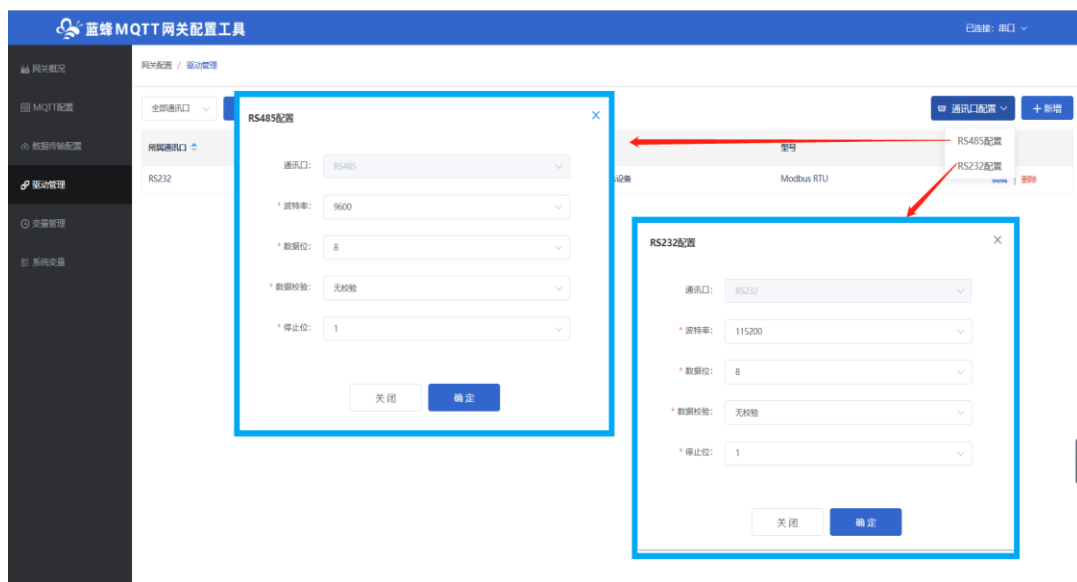 蓝蜂MQTT网关配置工具
已连接：串口
网关概况
MQTT配置
数据传输配置
驱动管理
变量管理
系统变量
网关配置 / 驱动管理
全部通讯口
通讯口配置
＋新增
RS485配置
RS232配置
所属通讯口
型号
RS232
设备
Modbus RTU
删除
RS485配置
通讯口：
RS485
* 波特率：
9600
* 数据位：
8
* 数据校验：
无校验
* 停止位：
1
关闭
确定
RS232配置
通讯口：
RS232
* 波特率：
115200
* 数据位：
8
* 数据校验：
无校验
* 停止位：
1
关闭
确定